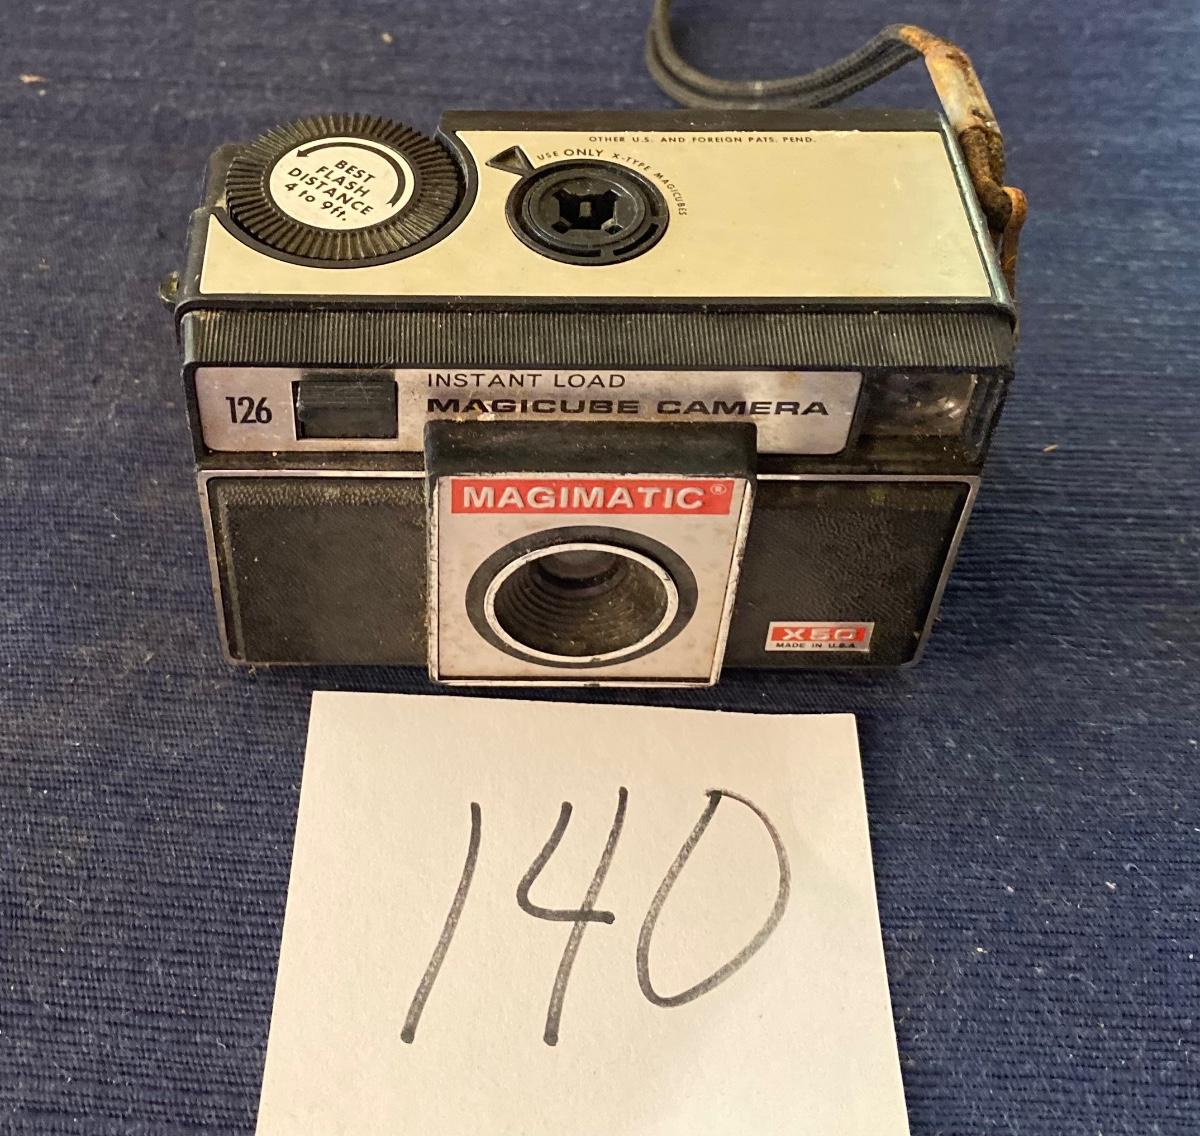 OTHER U.S. AND FOREIGN PATS. PEND.
USE ONLY X-TYPE MAGICUBES
BEST
FLASH
DISTANCE
4 to 9ft.
126
INSTANT LOAD
MAGICUBE CAMERA
MAGIMATIC®
X50
MADE IN U.S.A.
140